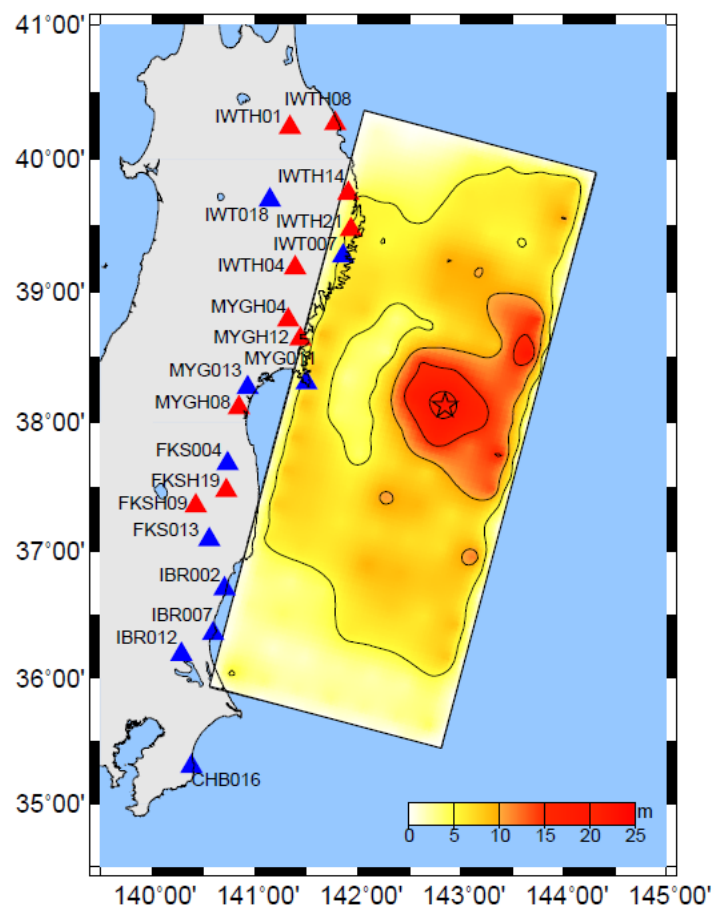 41°00'
IWTH08
IWTH01
40°00'
IWTH14
IWT018
IWTH21
IWT007
IWTH04
39°00'
MYGH04
MYGH12
MYG011
MYG013
MYGH08
38°00'
FKS004
FKSH19
FKSH09
FKS013
37°00'
IBR002
IBR007
IBR012
36°00'
CHB016
35°00'
m
0 5 10 15 20 25
140°00' 141°00' 142°00' 143°00' 144°00' 145°00'